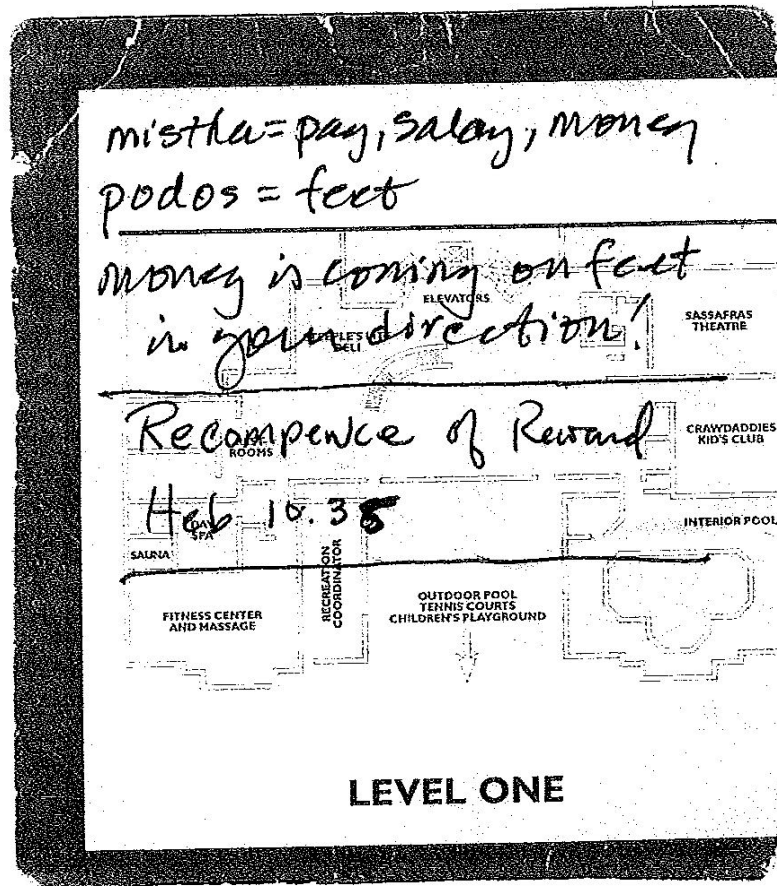 mistha=pay, salary, money
podos = feet
money is coming on feet
ELEVATORS
in your direction!
DELI
SASSAFRAS
THEATRE
Recompence of Reward
ROOMS
CRAWDADDIES
KID'S CLUB
Heb 10.35
DAY
SPA
SAUNA
INTERIOR POOL
RECREATION
COORDINATOR
FITNESS CENTER
AND MASSAGE
OUTDOOR POOL
TENNIS COURTS
CHILDREN'S PLAYGROUND
LEVEL ONE